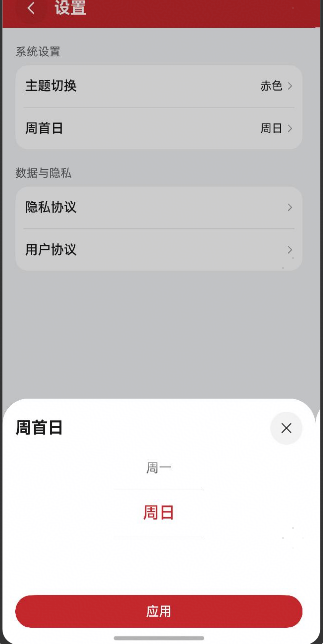 设置
系统设置
主题切换 赤色
周首日 周日
数据与隐私
隐私协议
用户协议
周首日
周一
周日
应用